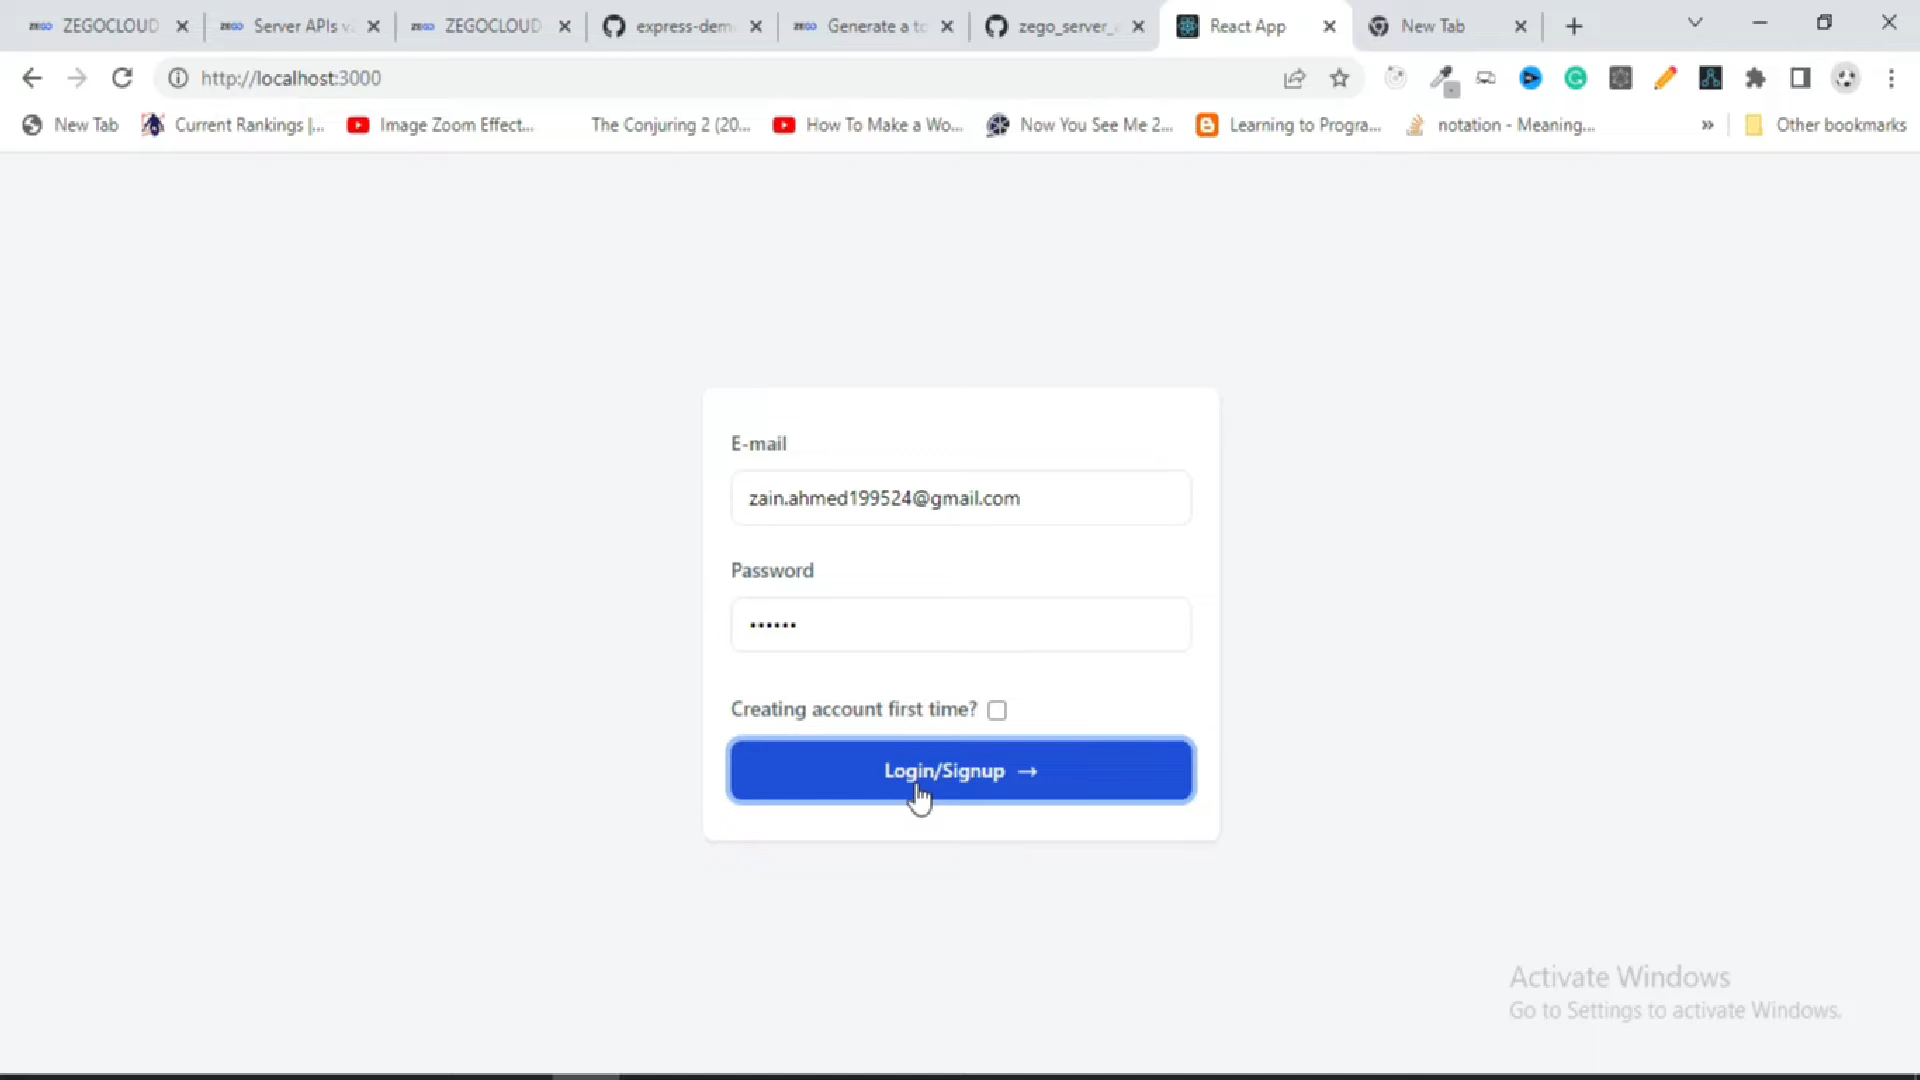 ZEGOCLOUD
Server APIs v
ZEGOCLOUD
express-dem
Generate a to
zego_server_
React App
New Tab
http://localhost:3000
New Tab
Current Rankings |...
Image Zoom Effect...
The Conjuring 2 (20...
How To Make a Wo...
Now You See Me 2...
Learning to Progra...
notation - Meaning...
»
Other bookmarks
E-mail
zain.ahmed199524@gmail.com
Password
••••••
Creating account first time?
Login/Signup →
Activate Windows
Go to Settings to activate Windows.